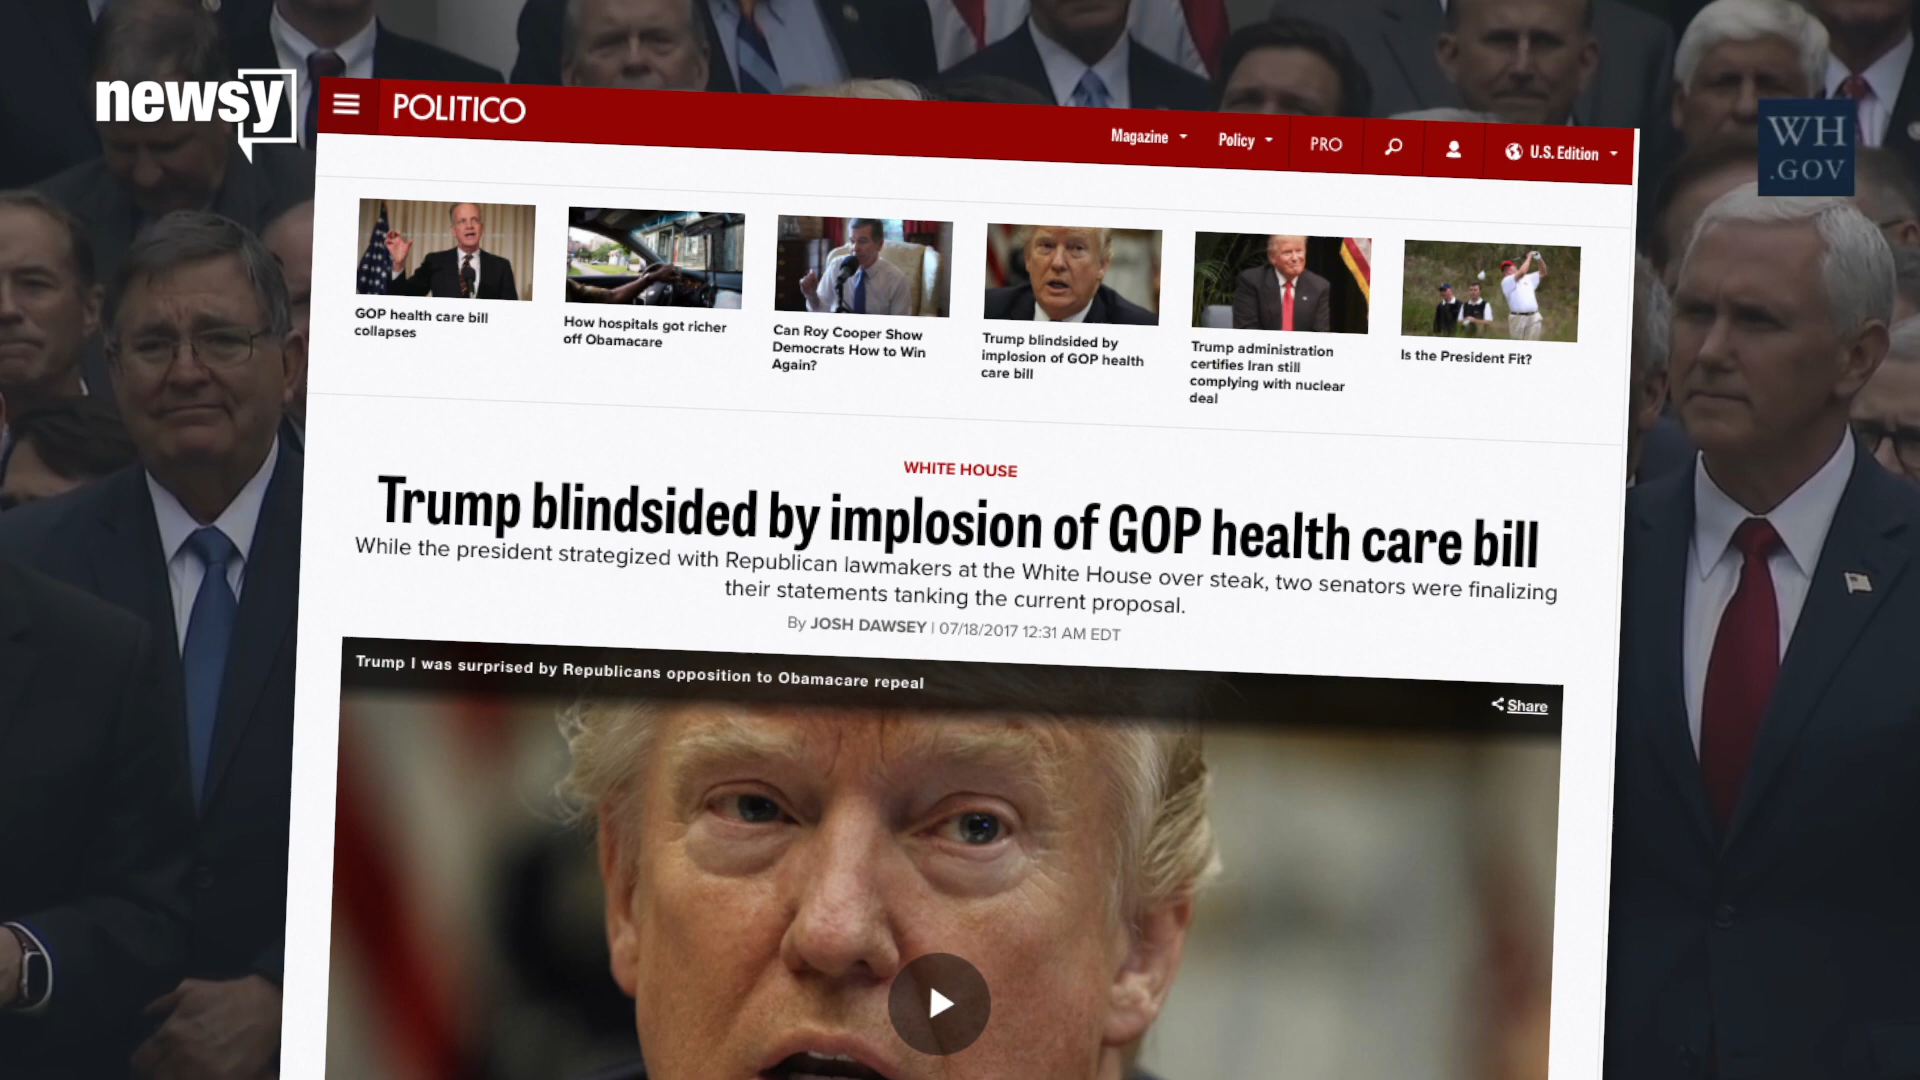 newsy
POLITICO
Magazine
Policy
PRO
U.S. Edition
WH
.GOV
GOP health care bill
collapses
How hospitals got richer
off Obamacare
Can Roy Cooper Show
Democrats How to Win
Again?
Trump blindsided by
implosion of GOP health
care bill
Trump administration
certifies Iran still
complying with nuclear
deal
Is the President Fit?
WHITE HOUSE
Trump blindsided by implosion of GOP health care bill
While the president strategized with Republican lawmakers at the White House over steak, two senators were finalizing
their statements tanking the current proposal.
By JOSH DAWSEY | 07/18/2017 12:31 AM EDT
Trump I was surprised by Republicans opposition to Obamacare repeal
Share